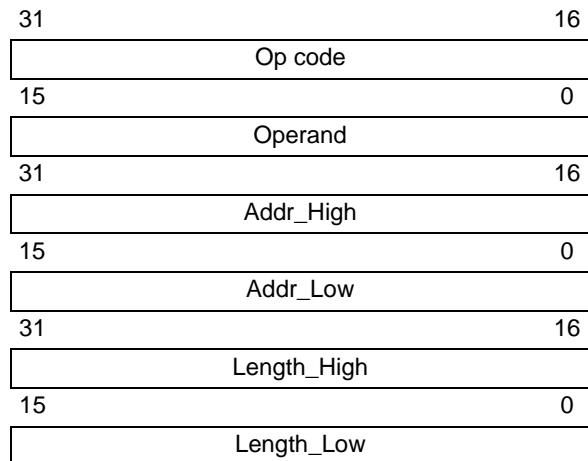 31 16
Op code
15 0
Operand
31 16
Addr_High
15 0
Addr_Low
31 16
Length_High
15 0
Length_Low